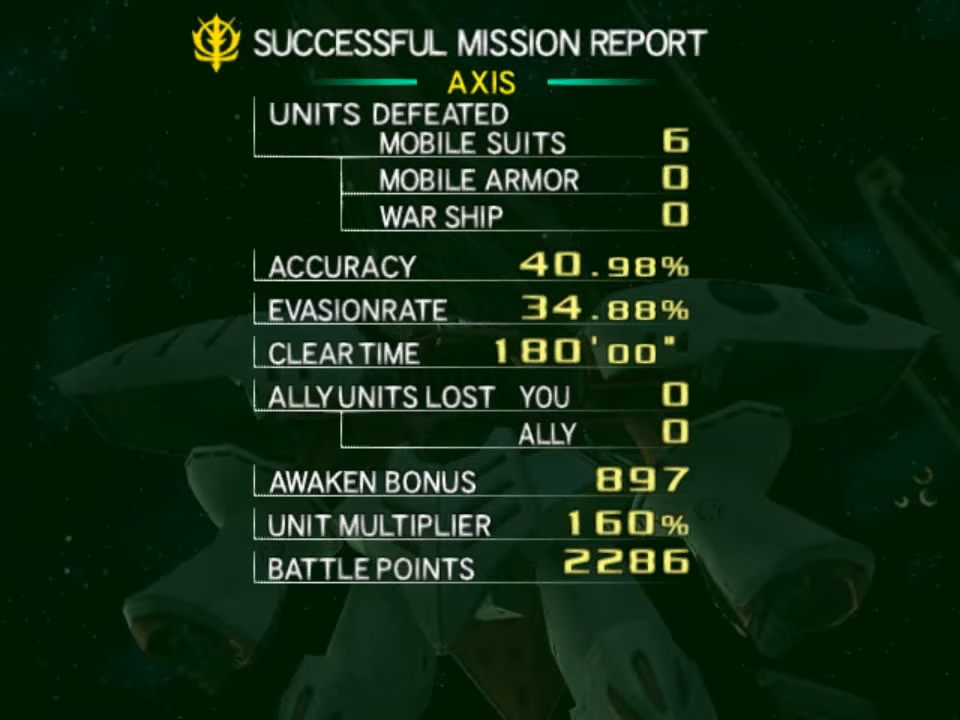 SUCCESSFUL MISSION REPORT
AXIS
UNITS DEFEATED
MOBILE SUITS 6
MOBILE ARMOR 0
WAR SHIP 0
ACCURACY 40.98%
EVASIONRATE 34.88%
CLEAR TIME 180'00"
ALLY UNITS LOST YOU 0
ALLY 0
AWAKEN BONUS 897
UNIT MULTIPLIER 160%
BATTLE POINTS 2286